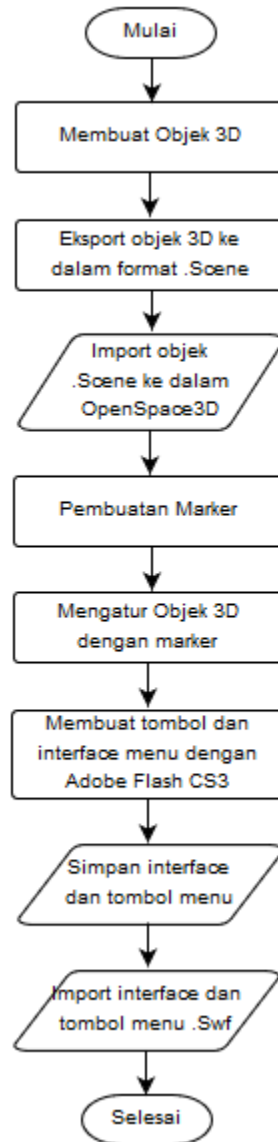 Mulai
Membuat Objek 3D
Eksport objek 3D ke
dalam format .Scene
Import objek
.Scene ke dalam
OpenSpace3D
Pembuatan Marker
Mengatur Objek 3D
dengan marker
Membuat tombol dan
interface menu dengan
Adobe Flash CS3
Simpan interface
dan tombol menu
Import interface dan
tombol menu .Swf
Selesai